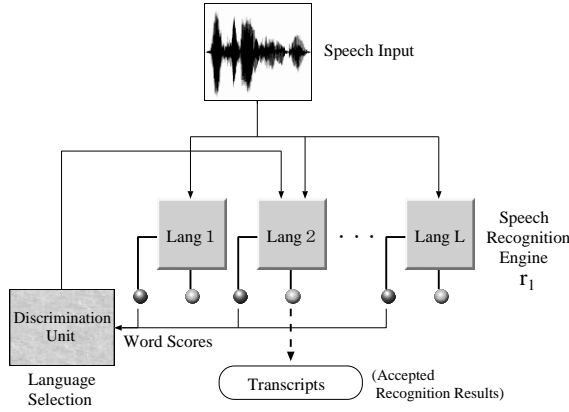 Speech Input
Lang 1
Lang 2
. . .
Lang L
Speech
Recognition
Engine
r1
Discrimination
Unit
Word Scores
Language
Selection
Transcripts
(Accepted
Recognition Results)